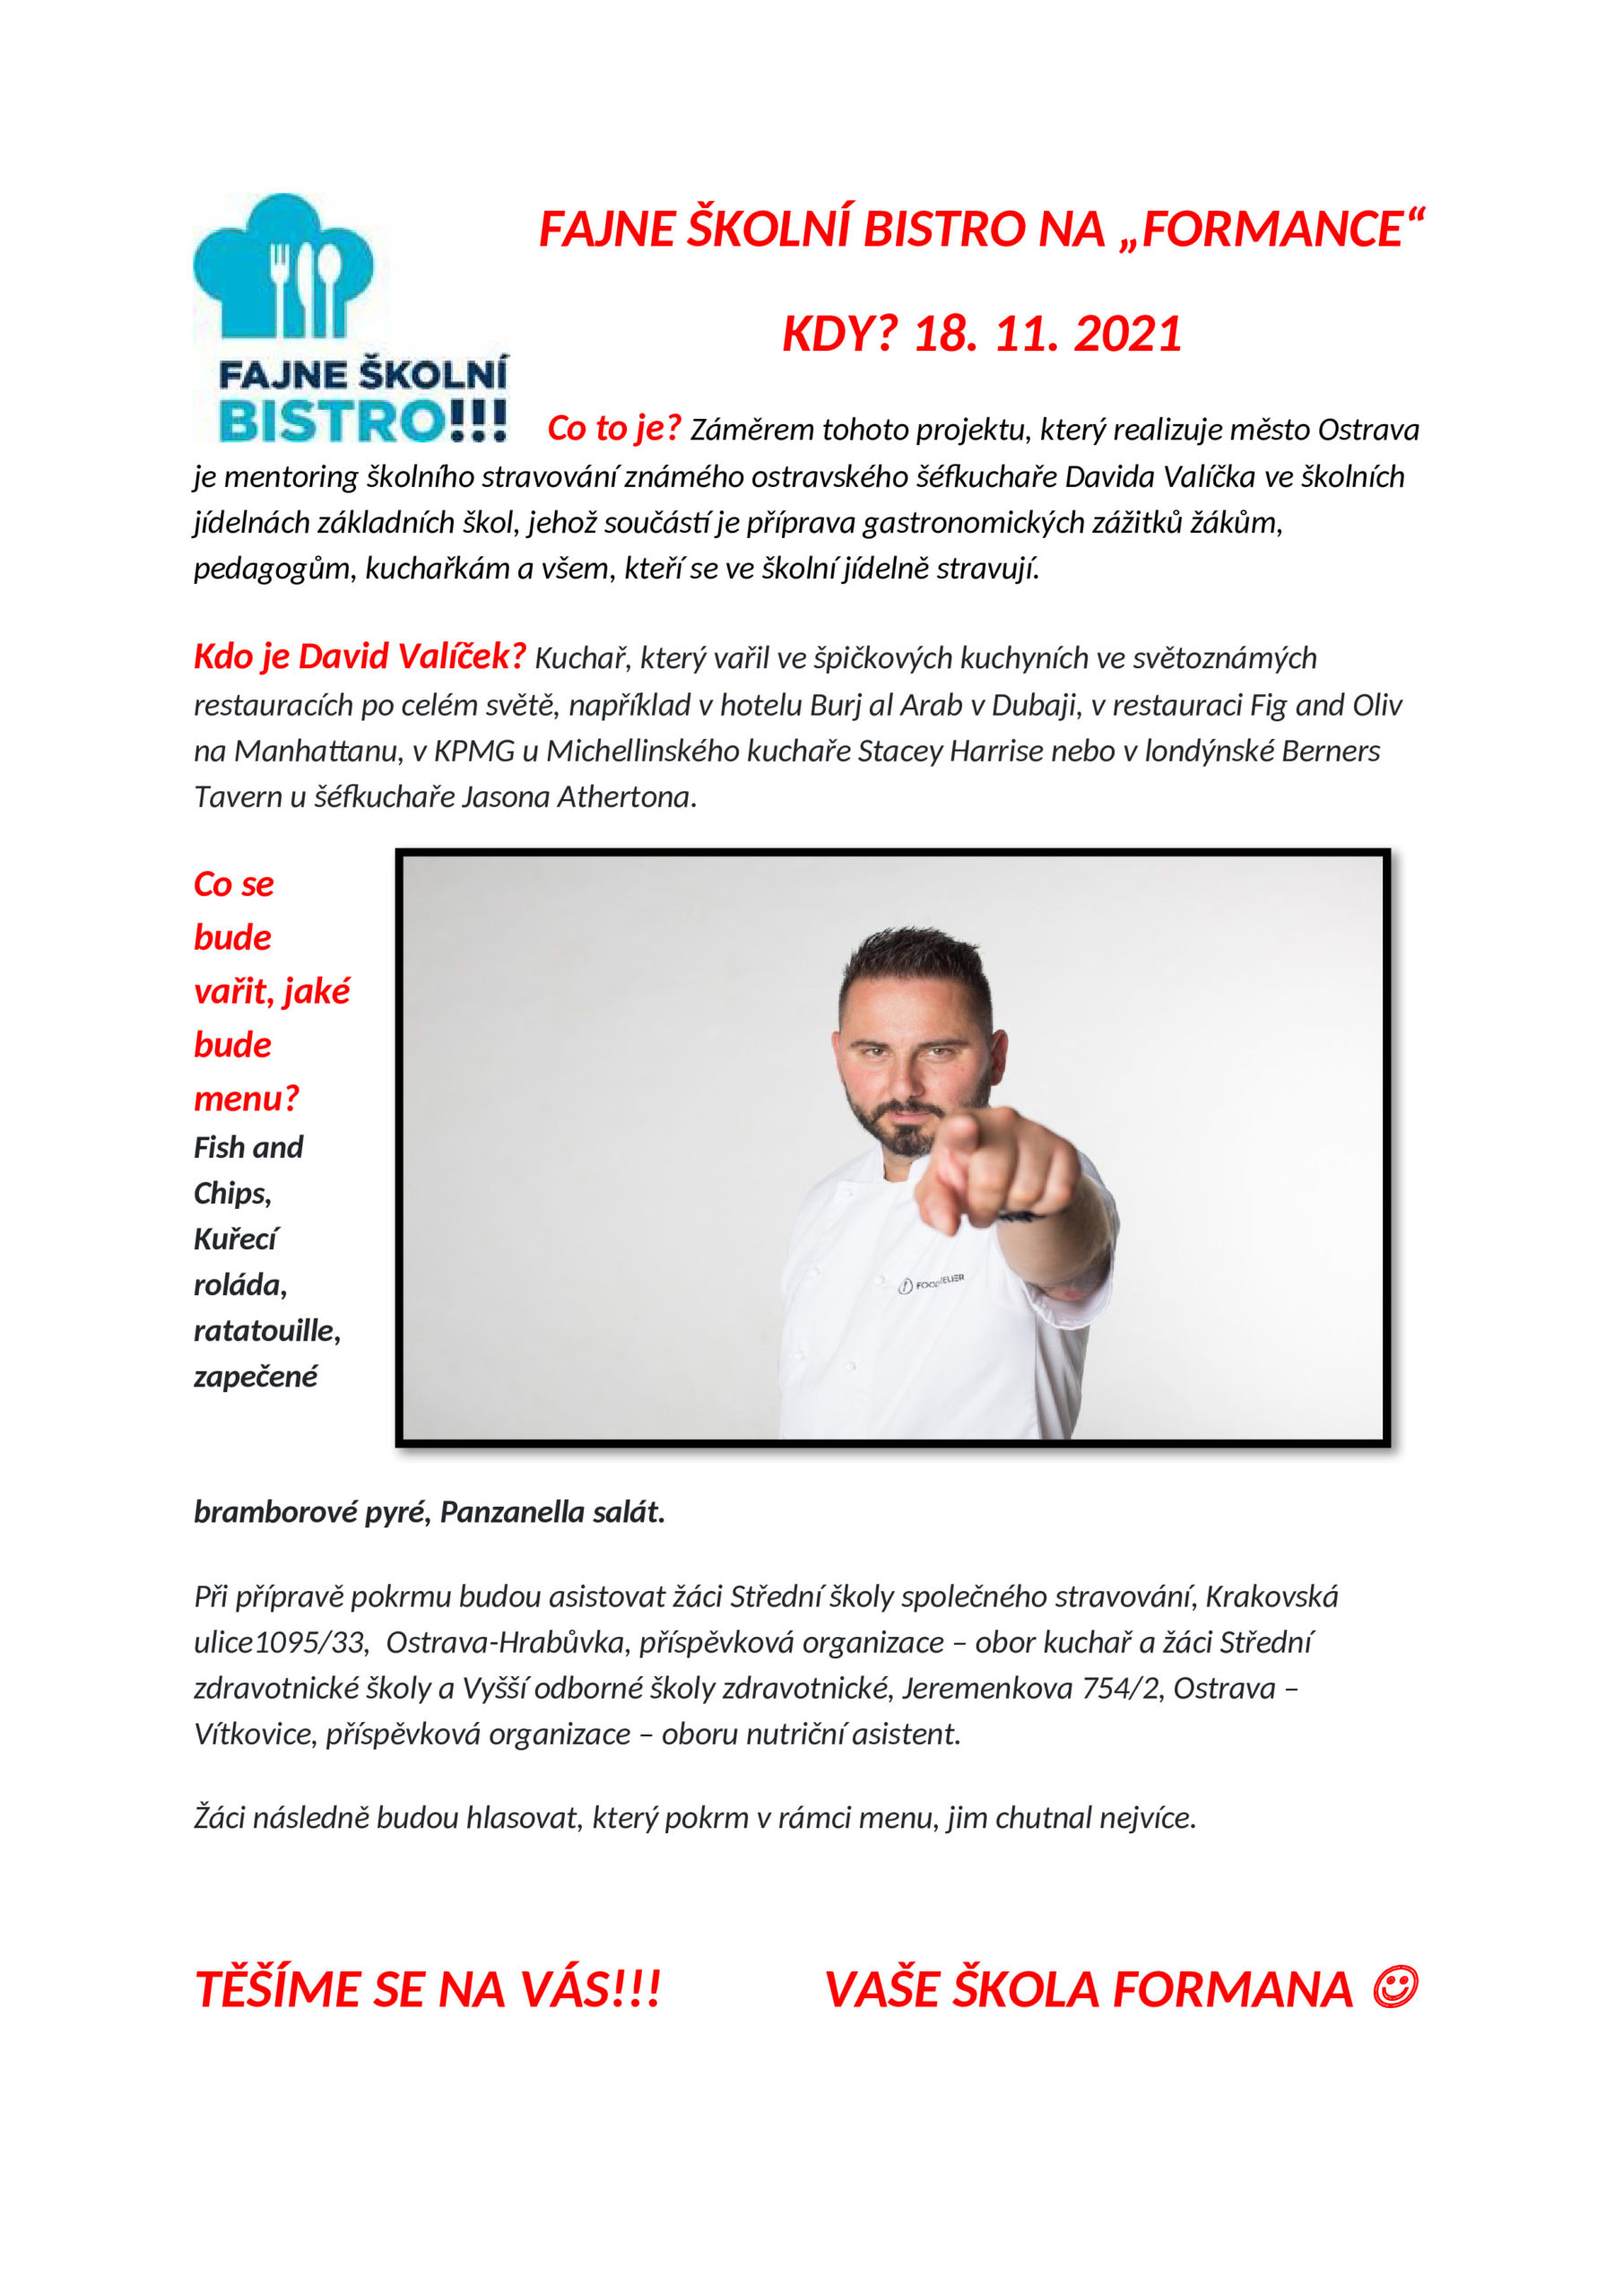 FAJNE ŠKOLNÍ
BISTRO!!!
FAJNE ŠKOLNÍ BISTRO NA „FORMANCE“
KDY? 18. 11. 2021
Co to je? Záměrem tohoto projektu, který realizuje město Ostrava
je mentoring školního stravování známého ostravského šéfkuchaře Davida Valíčka ve školních
jídelnách základních škol, jehož součástí je příprava gastronomických zážitků žákům,
pedagogům, kuchařkám a všem, kteří se ve školní jídelně stravují.
Kdo je David Valíček? Kuchař, který vařil ve špičkových kuchyních ve světoznámých
restauracích po celém světě, například v hotelu Burj al Arab v Dubaji, v restauraci Fig and Oliv
na Manhattanu, v KPMG u Michellinského kuchaře Stacey Harrise nebo v londýnské Berners
Tavern u šéfkuchaře Jasona Athertona.
Co se
bude
vařit, jaké
bude
menu?
Fish and
Chips,
Kuřecí
roláda,
ratatouille,
zapečené
bramborové pyré, Panzanella salát.
Při přípravě pokrmu budou asistovat žáci Střední školy společného stravování, Krakovská
ulice1095/33,  Ostrava-Hrabůvka, příspěvková organizace – obor kuchař a žáci Střední
zdravotnické školy a Vyšší odborné školy zdravotnické, Jeremenkova 754/2, Ostrava –
Vítkovice, příspěvková organizace – oboru nutriční asistent.
Žáci následně budou hlasovat, který pokrm v rámci menu, jim chutnal nejvíce.
TĚŠÍME SE NA VÁS!!! VAŠE ŠKOLA FORMANA ☺